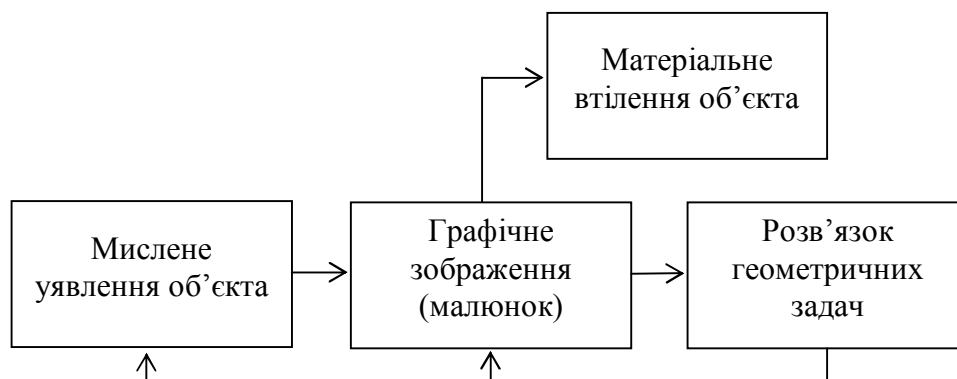 Матеріальне
втілення об’єкта
Мислене
уявлення об’єкта
Графічне
зображення
(малюнок)
Розв’язок
геометричних
задач